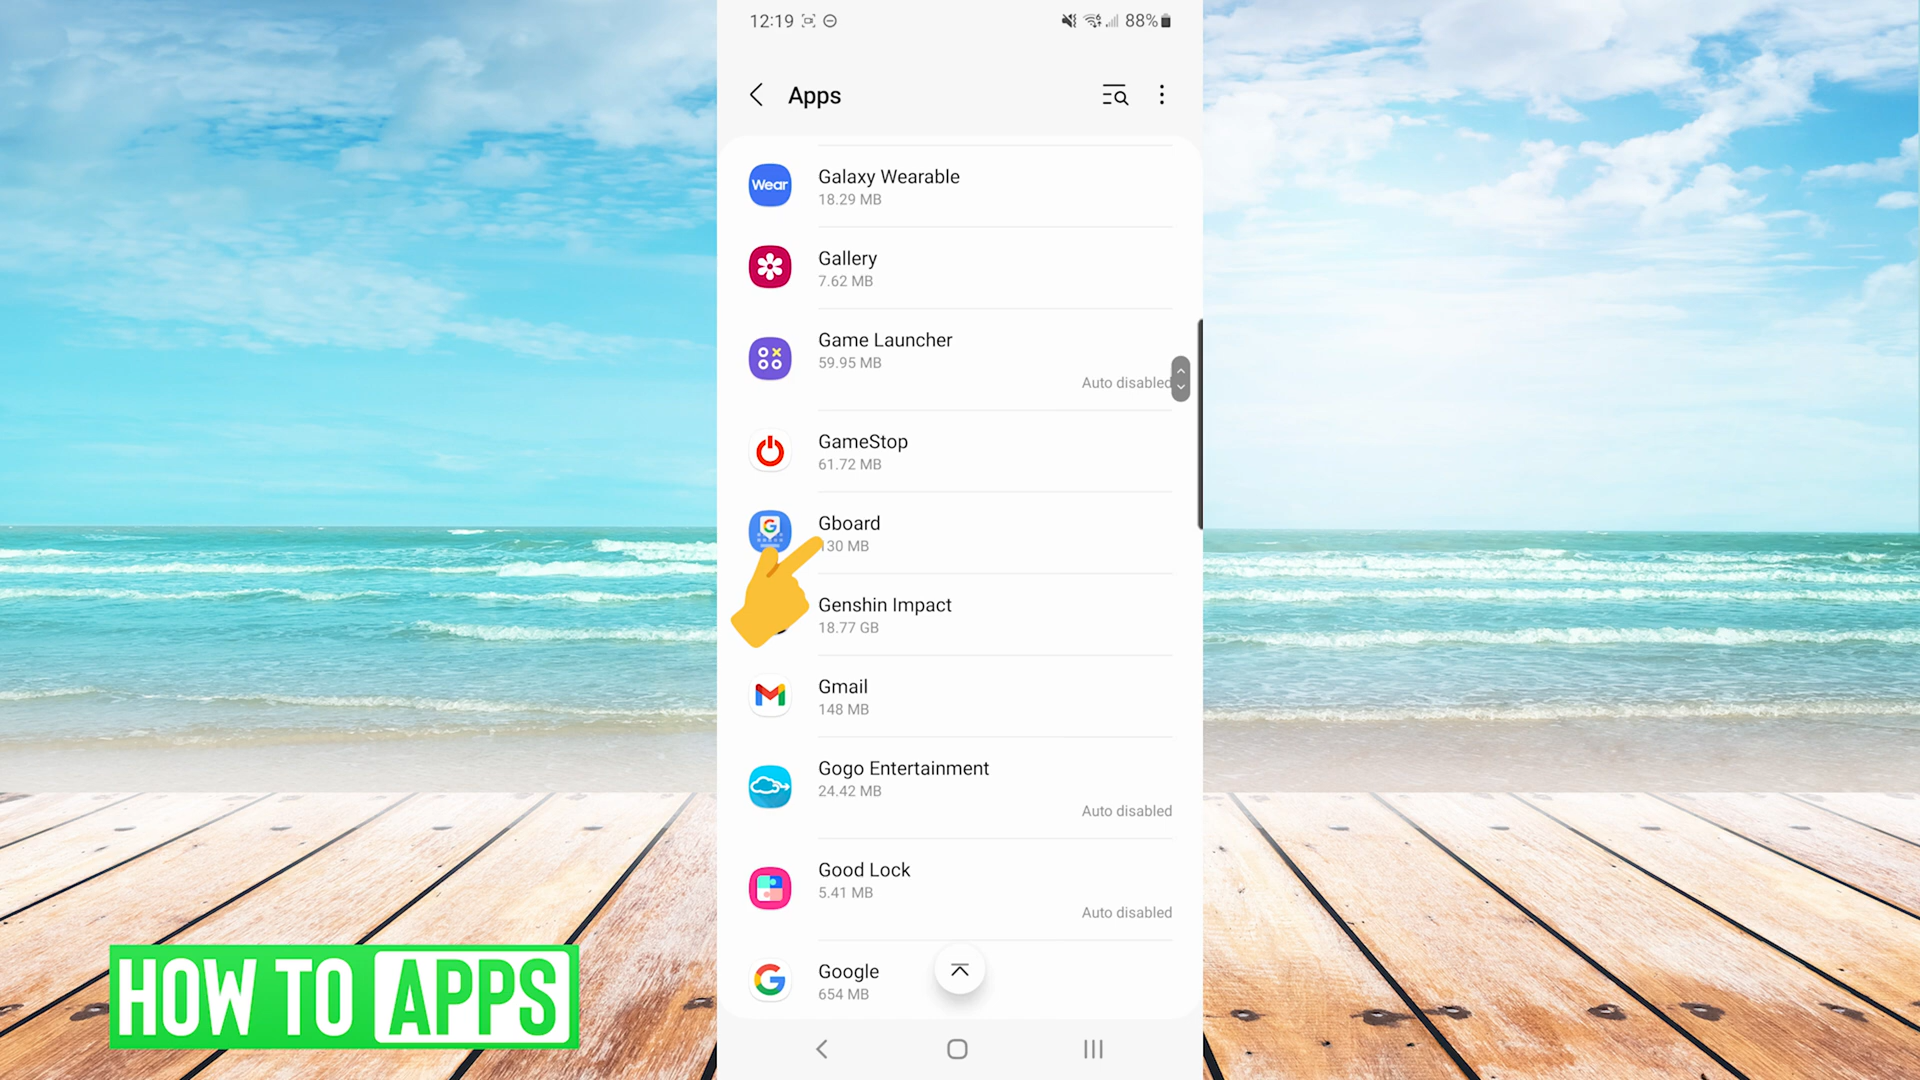 12:19
88%
Apps
Wear
Galaxy Wearable
18.29 MB
Gallery
7.62 MB
Game Launcher
59.95 MB
Auto disabled
GameStop
61.72 MB
G
Gboard
130 MB
Genshin Impact
18.77 GB
Gmail
148 MB
Gogo Entertainment
24.42 MB
Auto disabled
Good Lock
5.41 MB
Auto disabled
Google
654 MB
HOW TO APPS